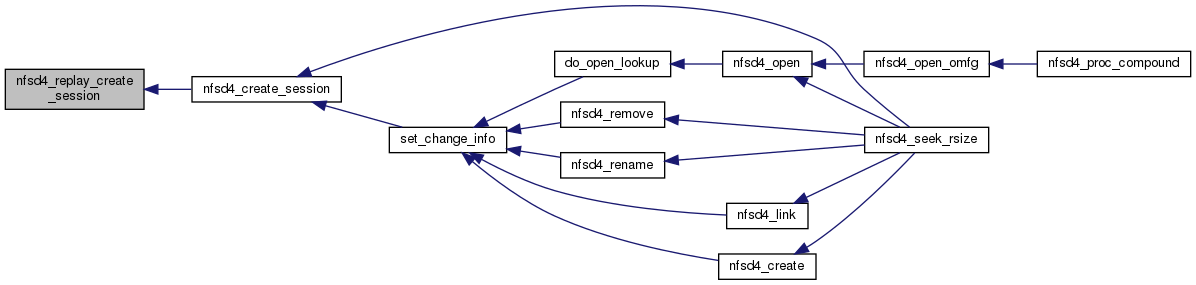 nfsd4_replay_create
_session
nfsd4_create_session
set_change_info
do_open_lookup
nfsd4_open
nfsd4_open_omfg
nfsd4_proc_compound
nfsd4_remove
nfsd4_rename
nfsd4_seek_rsize
nfsd4_link
nfsd4_create